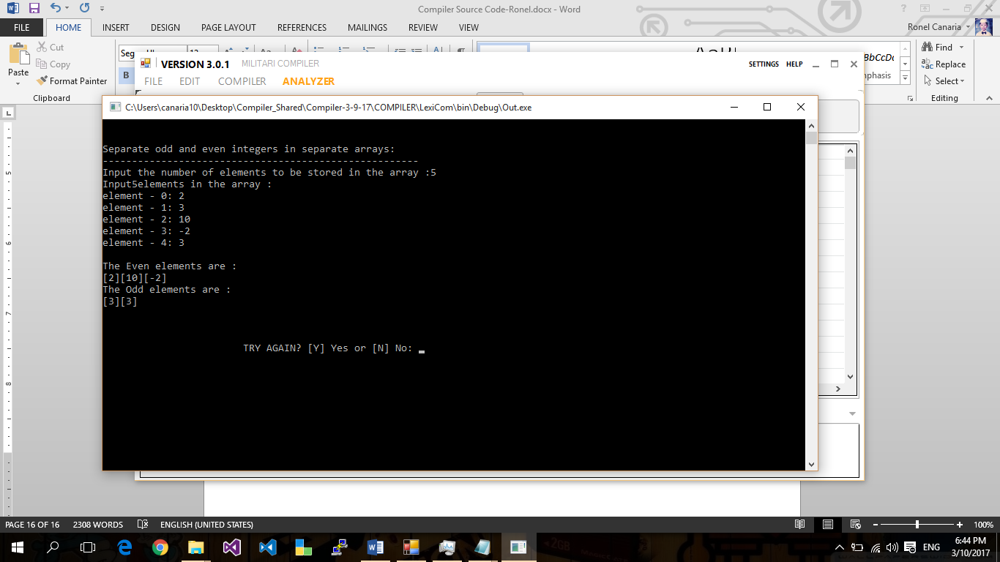 Compiler Source Code-Ronel.docx - Word
FILE HOME INSERT DESIGN PAGE LAYOUT REFERENCES MAILINGS REVIEW VIEW Ronel Canaria
Paste
Cut
Copy
Format Painter
Clipboard
B
Find
Replace
Select
Editing
VERSION 3.0.1 MILITARI COMPILER SETTINGS HELP
FILE EDIT COMPILER ANALYZER
C:\Users\canaria10\Desktop\Compiler_Shared\Compiler-3-9-17\COMPILER\LexiCom\bin\Debug\Out.exe
Separate odd and even integers in separate arrays:
------------------------------------------------------
Input the number of elements to be stored in the array :5
Input5elements in the array :
element - 0: 2
element - 1: 3
element - 2: 10
element - 3: -2
element - 4: 3
The Even elements are :
[2][10][-2]
The Odd elements are :
[3][3]
TRY AGAIN? [Y] Yes or [N] No:
5
6
7
8
PAGE 16 OF 16 2308 WORDS ENGLISH (UNITED STATES) 100%
ENG
6:44 PM
3/10/2017